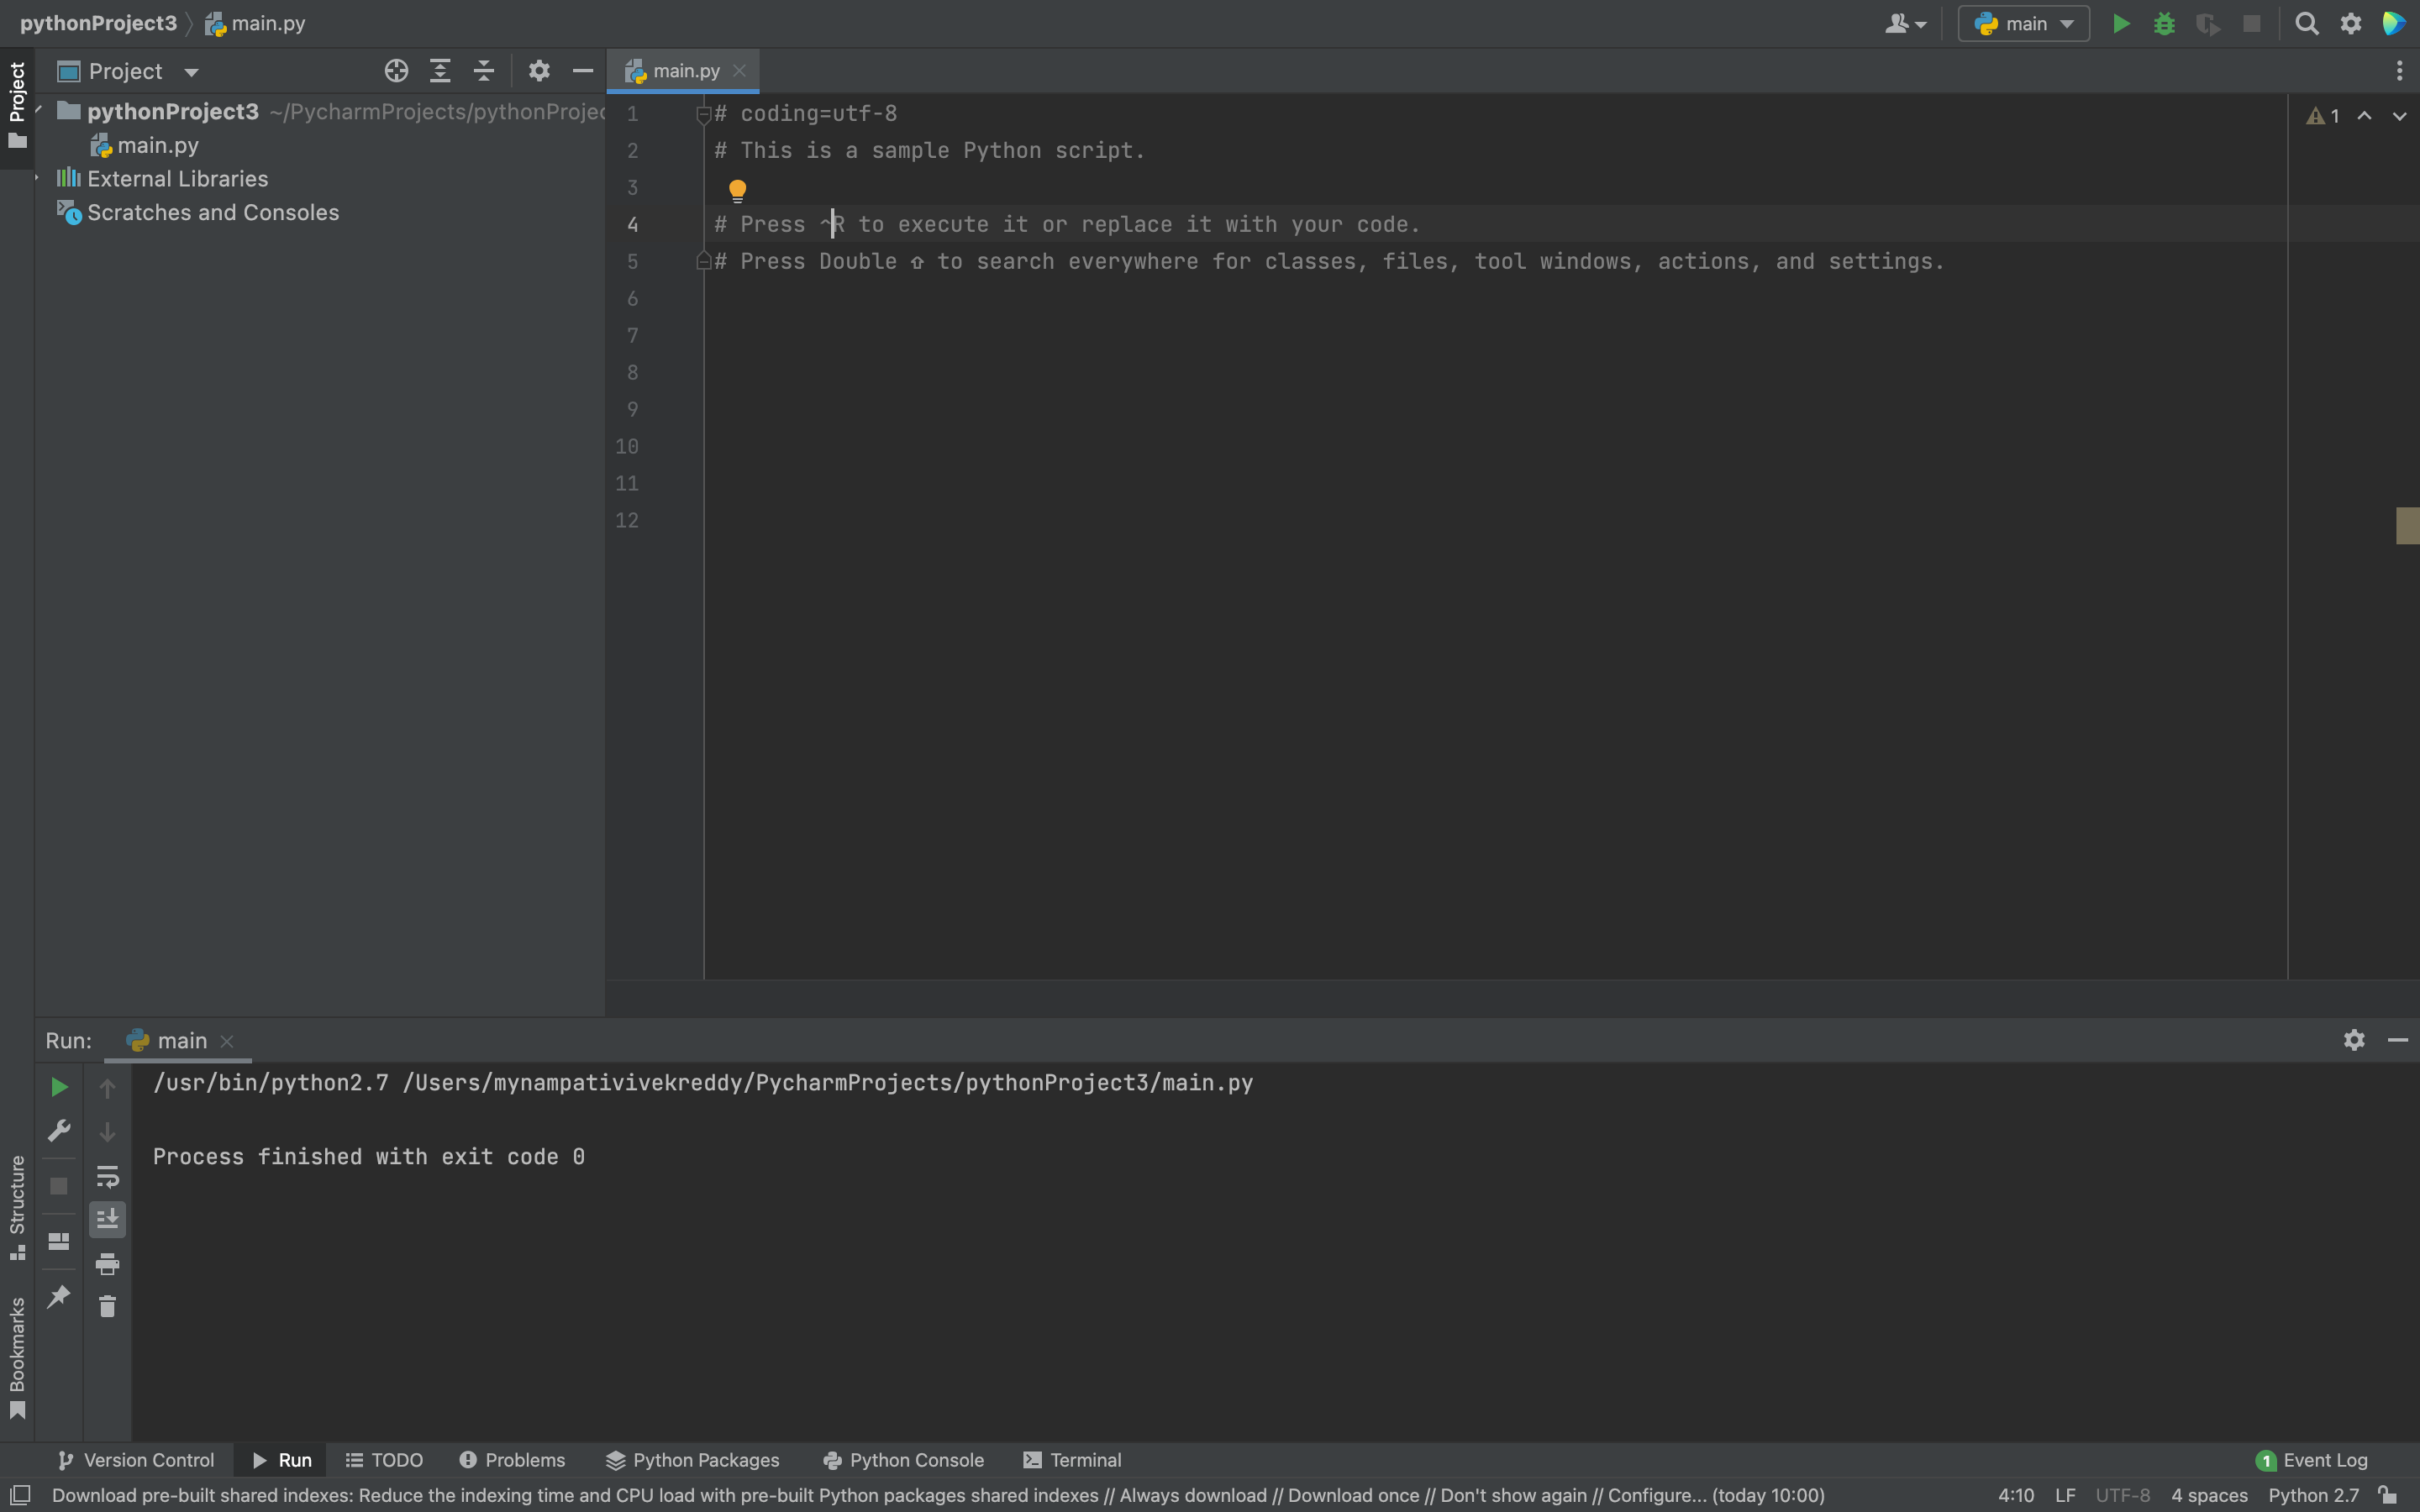 pythonProject3 main.py
main
Project
main.py
Project
pythonProject3 ~/PycharmProjects/pythonProjec
main.py
External Libraries
Scratches and Consoles
1 # coding=utf-8
2 # This is a sample Python script.
3
4 # Press ^R to execute it or replace it with your code.
5 # Press Double ⇧ to search everywhere for classes, files, tool windows, actions, and settings.
6
7
8
9
10
11
12
1
Run: main
/usr/bin/python2.7 /Users/mynampativivekreddy/PycharmProjects/pythonProject3/main.py
Process finished with exit code 0
Structure
Bookmarks
Version Control Run TODO Problems Python Packages Python Console Terminal 1 Event Log
Download pre-built shared indexes: Reduce the indexing time and CPU load with pre-built Python packages shared indexes // Always download // Download once // Don't show again // Configure... (today 10:00) 4:10 LF UTF-8 4 spaces Python 2.7